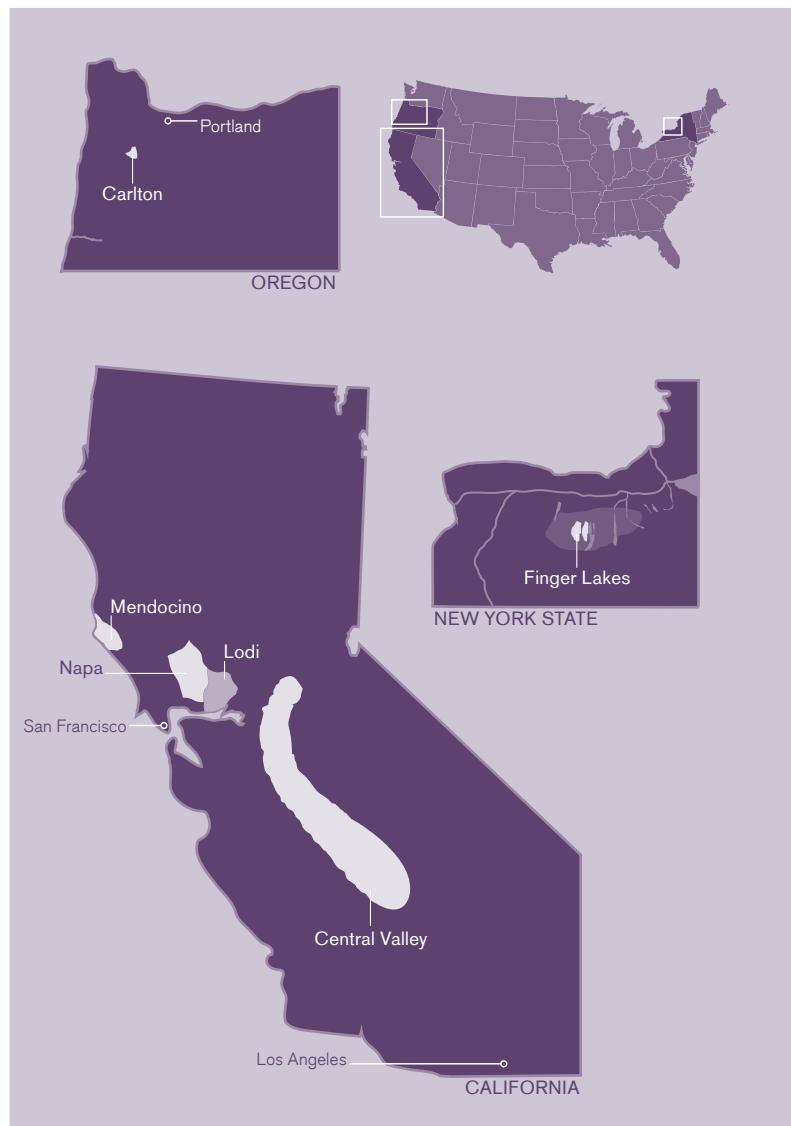 Portland
Carlton
OREGON
Mendocino
Napa
Lodi
San Francisco
Central Valley
Los Angeles
CALIFORNIA
Finger Lakes
NEW YORK STATE